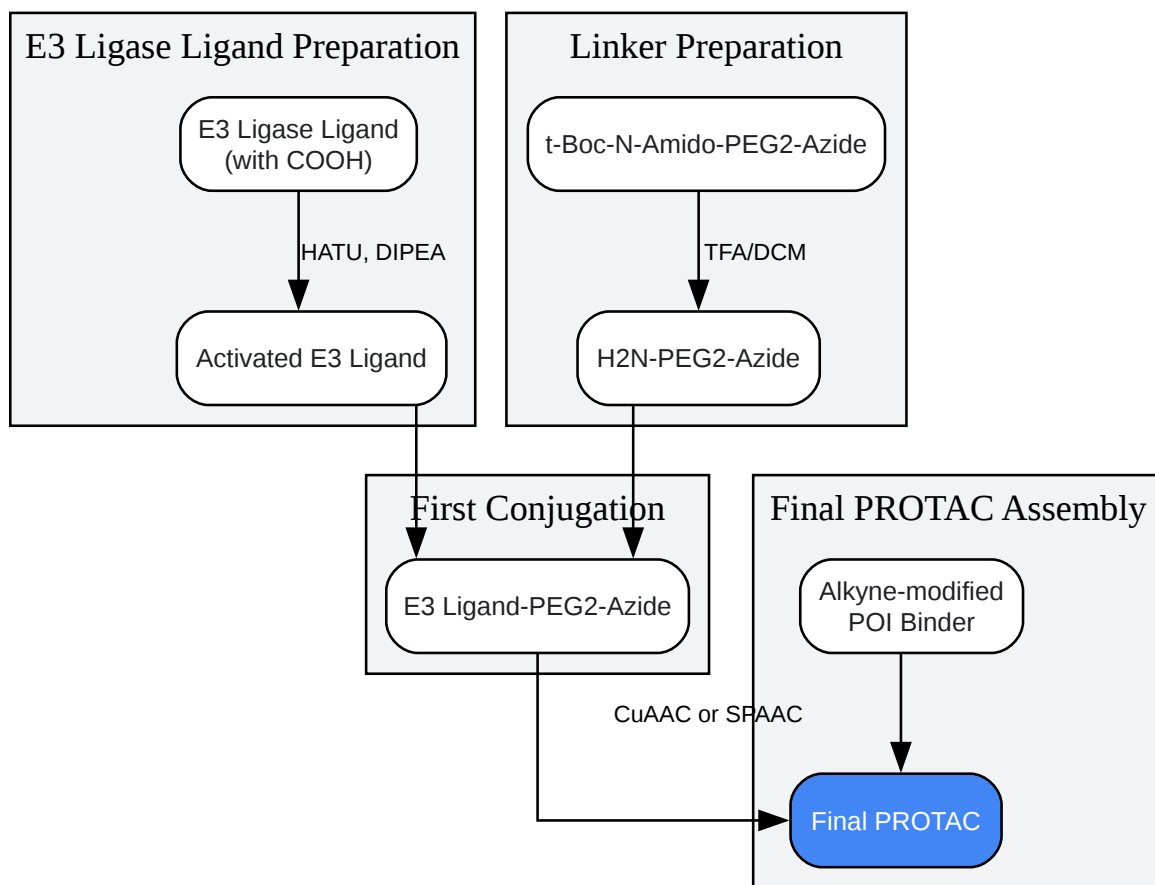 E3 Ligase Ligand Preparation
E3 Ligase Ligand
(with COOH)
HATU, DIPEA
Activated E3 Ligand
Linker Preparation
t-Boc-N-Amido-PEG2-Azide
TFA/DCM
H2N-PEG2-Azide
First Conjugation
E3 Ligand-PEG2-Azide
CuAAC or SPAAC
Final PROTAC Assembly
Alkyne-modified
POI Binder
Final PROTAC